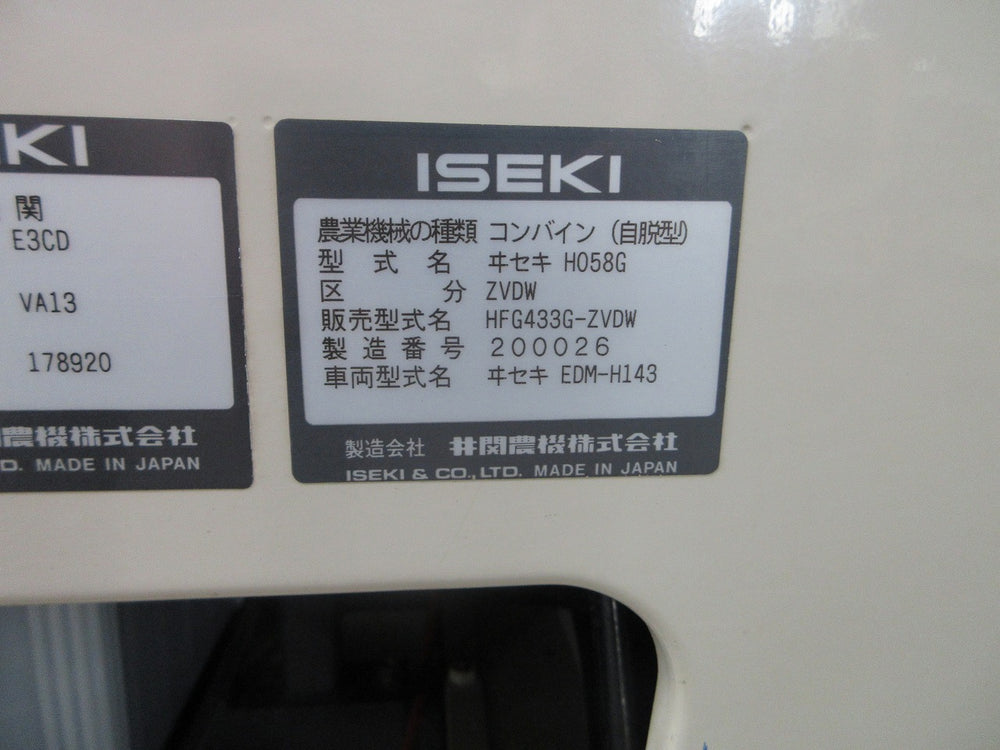 KI
関
E3CD
VA13
178920
農機株式会社
D. MADE IN JAPAN
ISEKI
農業機械の種類 コンバイン (自脱型)
型式名 ヰセキ HO58G
区分 ZVDW
販売型式名 HFG433G-ZVDW
製造番号 200026
車両型式名 ヰセキ EDM-H143
製造会社 井関農機株式会社
ISEKI & CO., LTD. MADE IN JAPAN